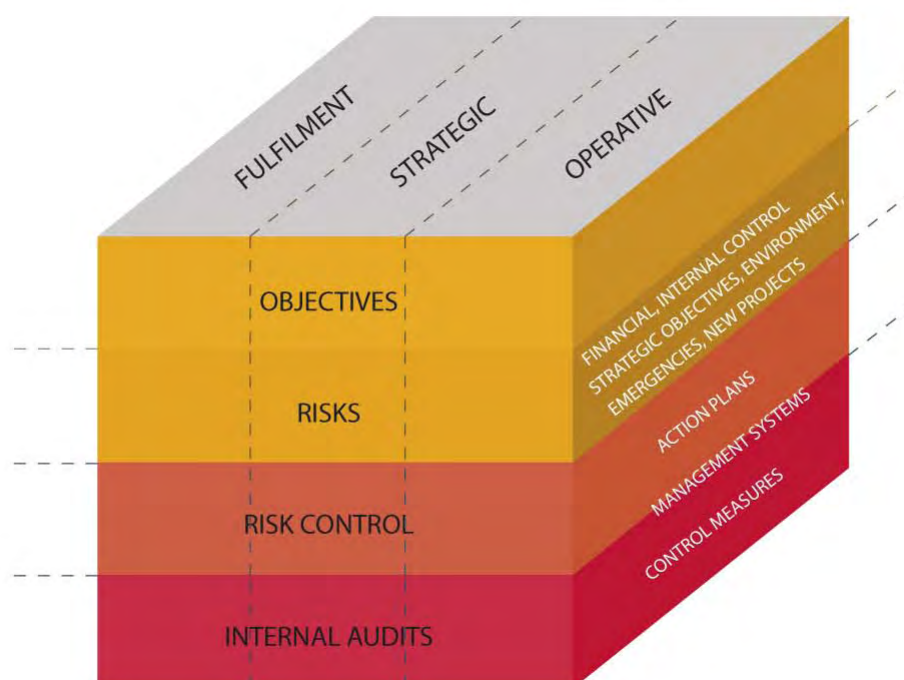 FULFILMENT
STRATEGIC
OPERATIVE
OBJECTIVES
RISKS
RISK CONTROL
INTERNAL AUDITS
FINANCIAL, INTERNAL CONTROL
STRATEGIC OBJECTIVES, ENVIRONMENT,
EMERGENCIES, NEW PROJECTS
ACTION PLANS
MANAGEMENT SYSTEMS
CONTROL MEASURES